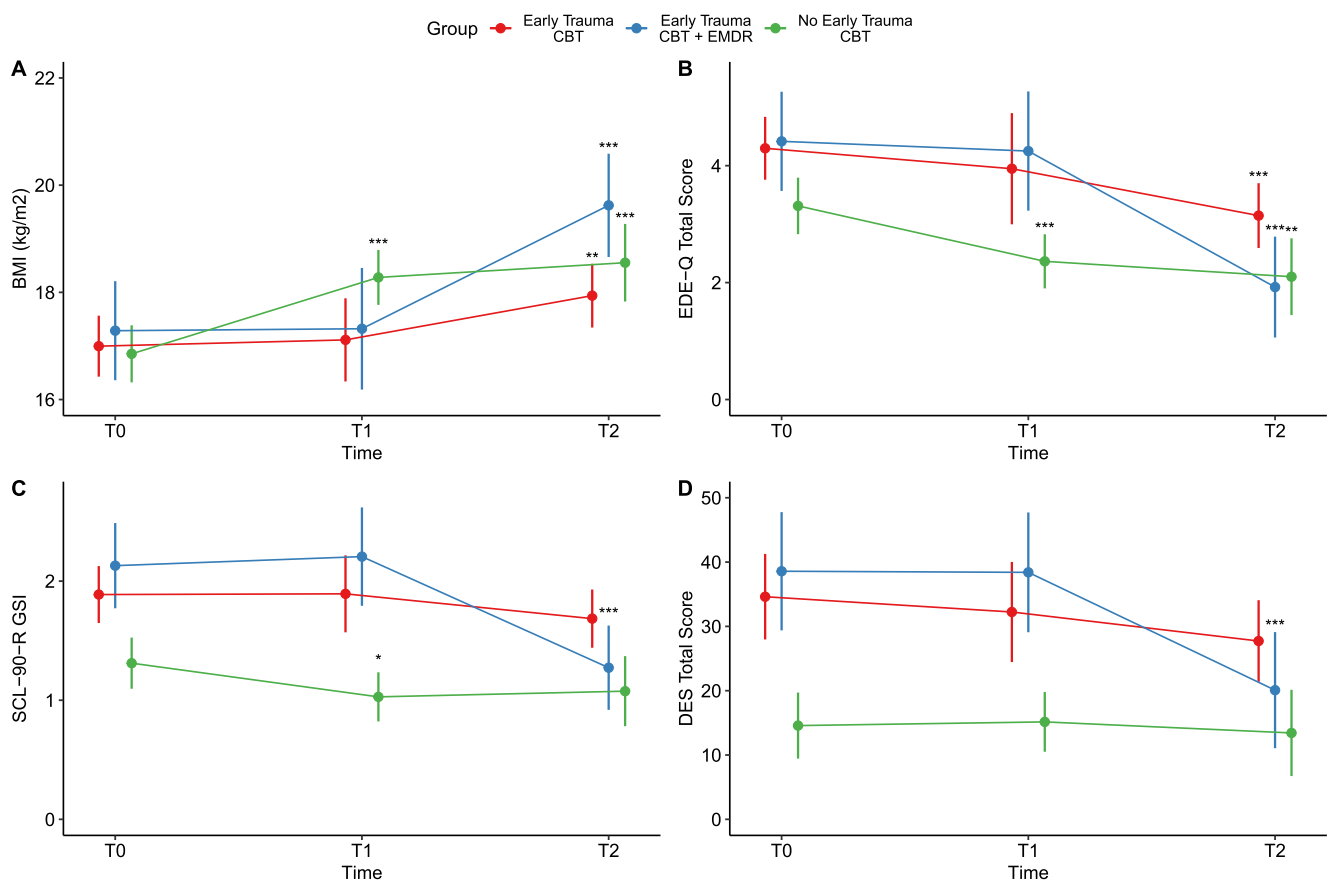 Group
Early Trauma
CBT
Early Trauma
CBT + EMDR
No Early Trauma
CBT
A
22
20
18
16
BMI (kg/m2)
***
***
***
**
T0
T1
T2
Time
B
4
2
0
EDE−Q Total Score
***
***
***
**
T0
T1
T2
Time
C
2
1
0
SCL−90−R GSI
*
***
T0
T1
T2
Time
D
50
40
30
20
10
0
DES Total Score
***
T0
T1
T2
Time